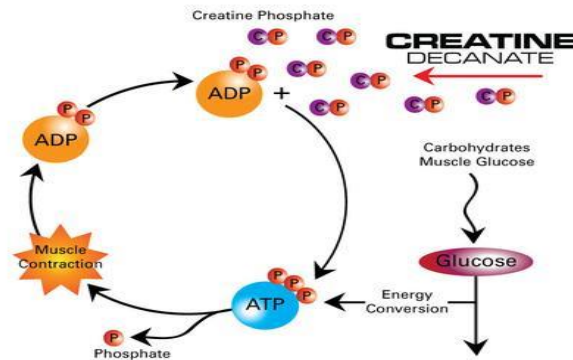 Creatine Phosphate
C P
C P
CREATINE
DECANATE
P P
ADP
+
C P
C P
C P
C P
C P
P P
ADP
Carbohydrates
Muscle Glucose
Muscle
Contraction
Glucose
P P P
ATP
Energy
Conversion
P
Phosphate